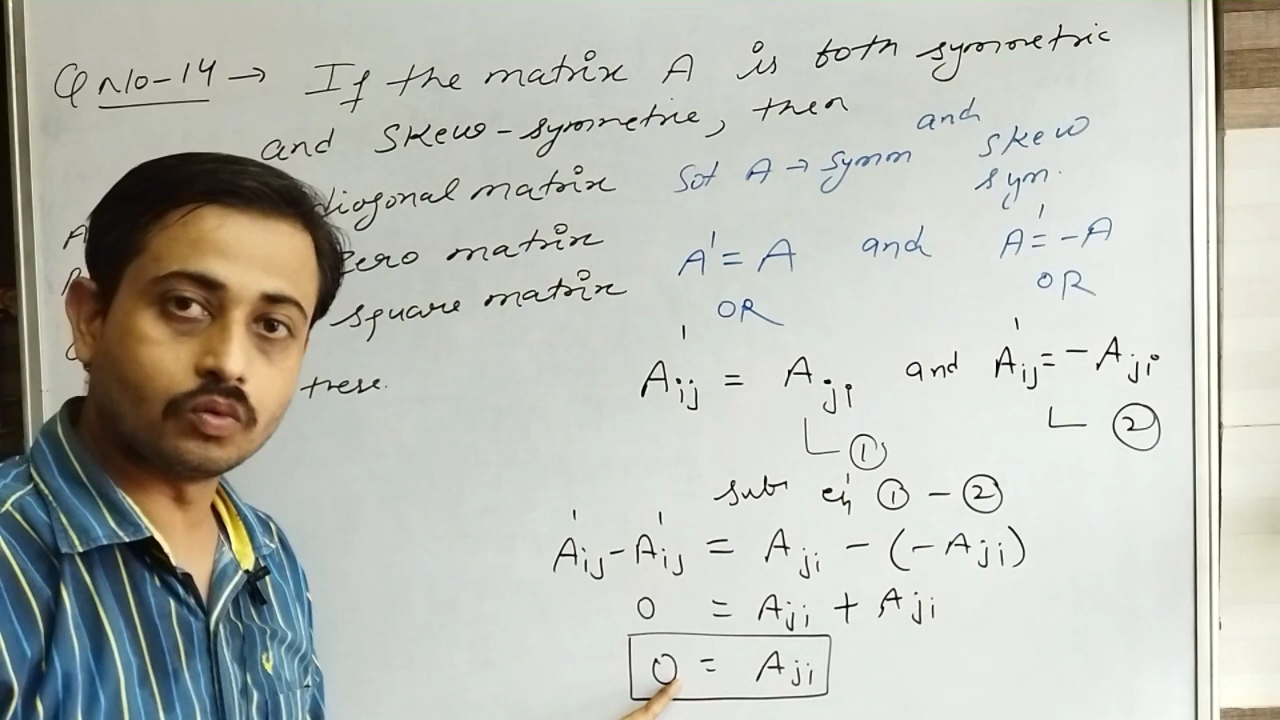 Q n10-14 → If the matrix A is both symmetric
and Skew-symmetric, then
diagonal matrix
zero matrix
square matrix
these.
Sol A → symm and skew
sym.
A' = A and A' = -A
OR OR
A'ij = Aji and A'ij = -Aji
① ②
sub eq ① - ②
A'ij - A'ij = Aji - (-Aji)
0 = Aji + Aji
0 = Aji